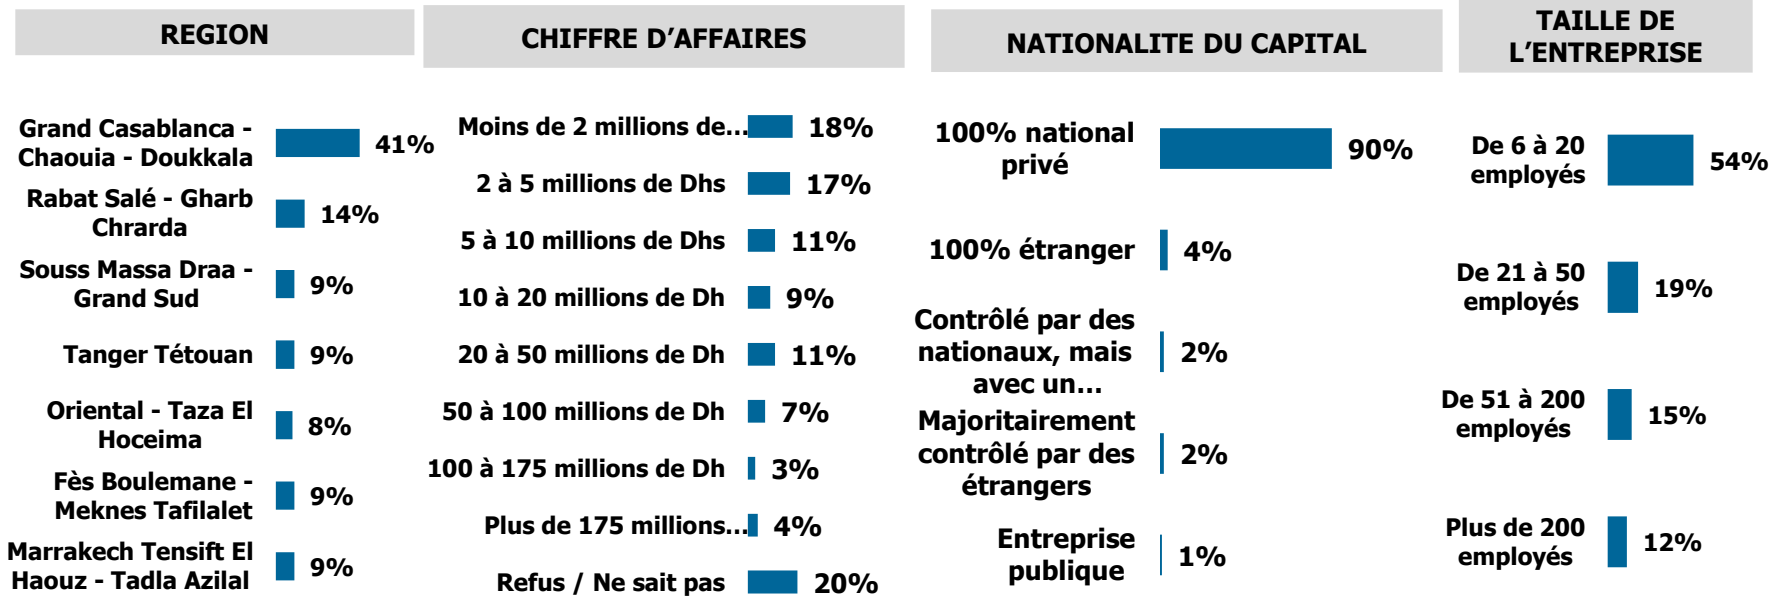 REGION
Grand Casablanca -
Chaouia - Doukkala
41%
Rabat Salé - Gharb
Chrarda
14%
Souss Massa Draa -
Grand Sud
9%
Tanger Tétouan
9%
Oriental - Taza El
Hoceima
8%
Fès Boulemane -
Meknes Tafilalet
9%
Marrakech Tensift El
Haouz - Tadla Azilal
9%
CHIFFRE D’AFFAIRES
Moins de 2 millions de…
18%
2 à 5 millions de Dhs
17%
5 à 10 millions de Dhs
11%
10 à 20 millions de Dh
9%
20 à 50 millions de Dh
11%
50 à 100 millions de Dh
7%
100 à 175 millions de Dh
3%
Plus de 175 millions…
4%
Refus / Ne sait pas
20%
NATIONALITE DU CAPITAL
100% national
privé
90%
100% étranger
4%
Contrôlé par des
nationaux, mais
avec un…
2%
Majoritairement
contrôlé par des
étrangers
2%
Entreprise
publique
1%
TAILLE DE
L’ENTREPRISE
De 6 à 20
employés
54%
De 21 à 50
employés
19%
De 51 à 200
employés
15%
Plus de 200
employés
12%